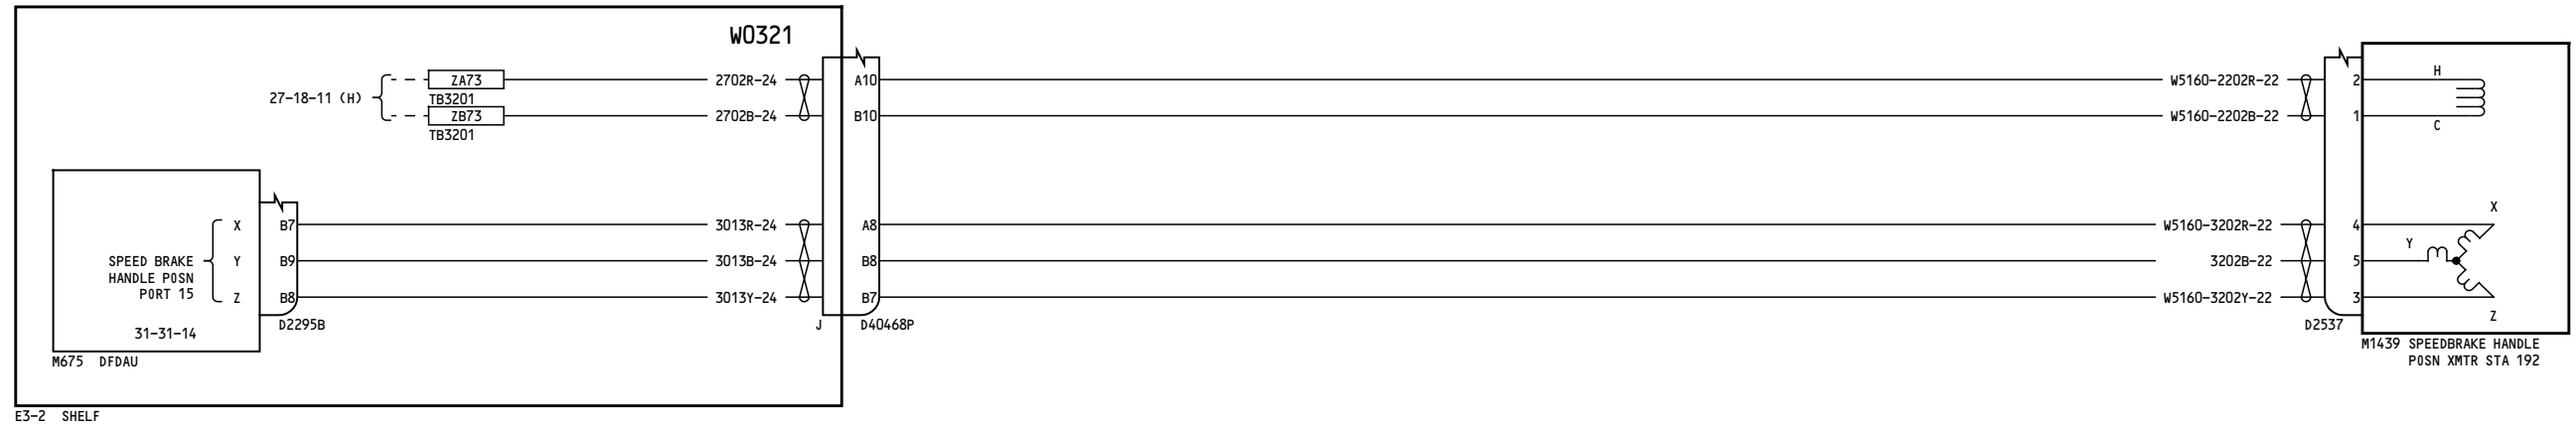 WO321
27-18-11 (H)
ZA73
TB3201
2702R-24
A10
W5160-2202R-22
2
H
ZB73
TB3201
2702B-24
B10
W5160-2202B-22
1
C
X
B7
3013R-24
A8
W5160-3202R-22
4
X
SPEED BRAKE
HANDLE POSN
PORT 15
Y
B9
3013B-24
B8
3202B-22
5
Y
Z
B8
3013Y-24
B7
W5160-3202Y-22
3
Z
31-31-14
D2295B
J
D40468P
D2537
M675 DFDAU
M1439 SPEEDBRAKE HANDLE
POSN XMTR STA 192
E3-2 SHELF